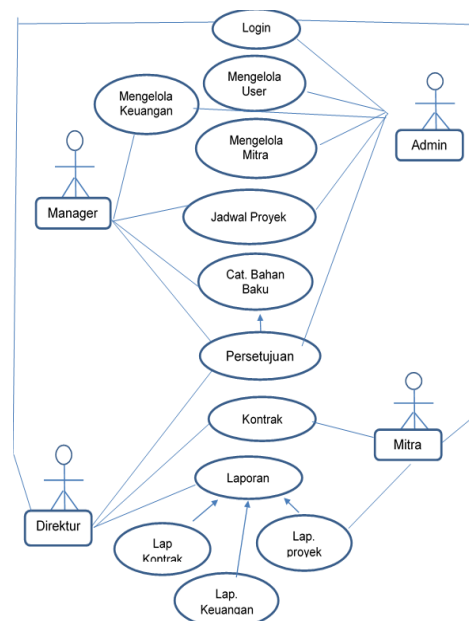 Login
Mengelola
User
Mengelola
Keuangan
Mengelola
Mitra
Admin
Manager
Jadwal Proyek
Cat. Bahan
Baku
Persetujuan
Kontrak
Mitra
Laporan
Direktur
Lap
Kontrak
Lap.
proyek
Lap.
Keuangan